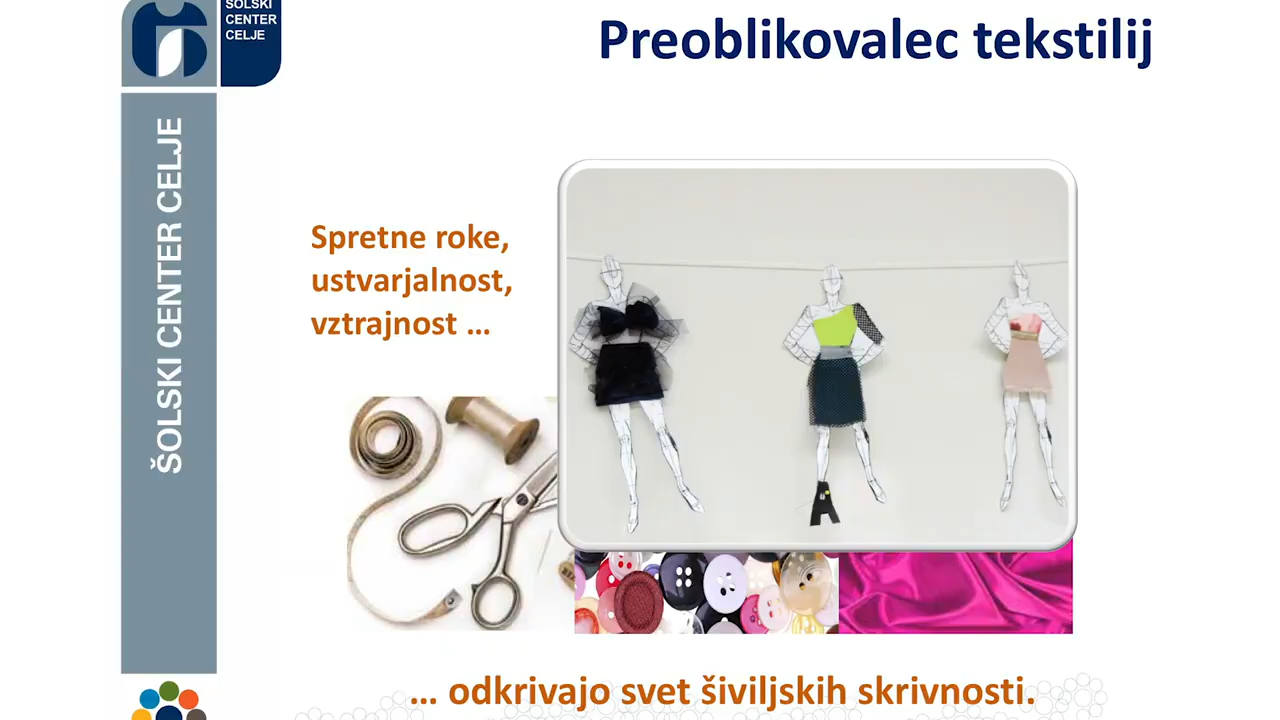 ŠOLSKI
CENTER
CELJE
Preoblikovalec tekstilij
ŠOLSKI CENTER CELJE
Spretne roke,
ustvarjalnost,
vztrajnost ...
... odkrivajo svet šiviljskih skrivnosti.